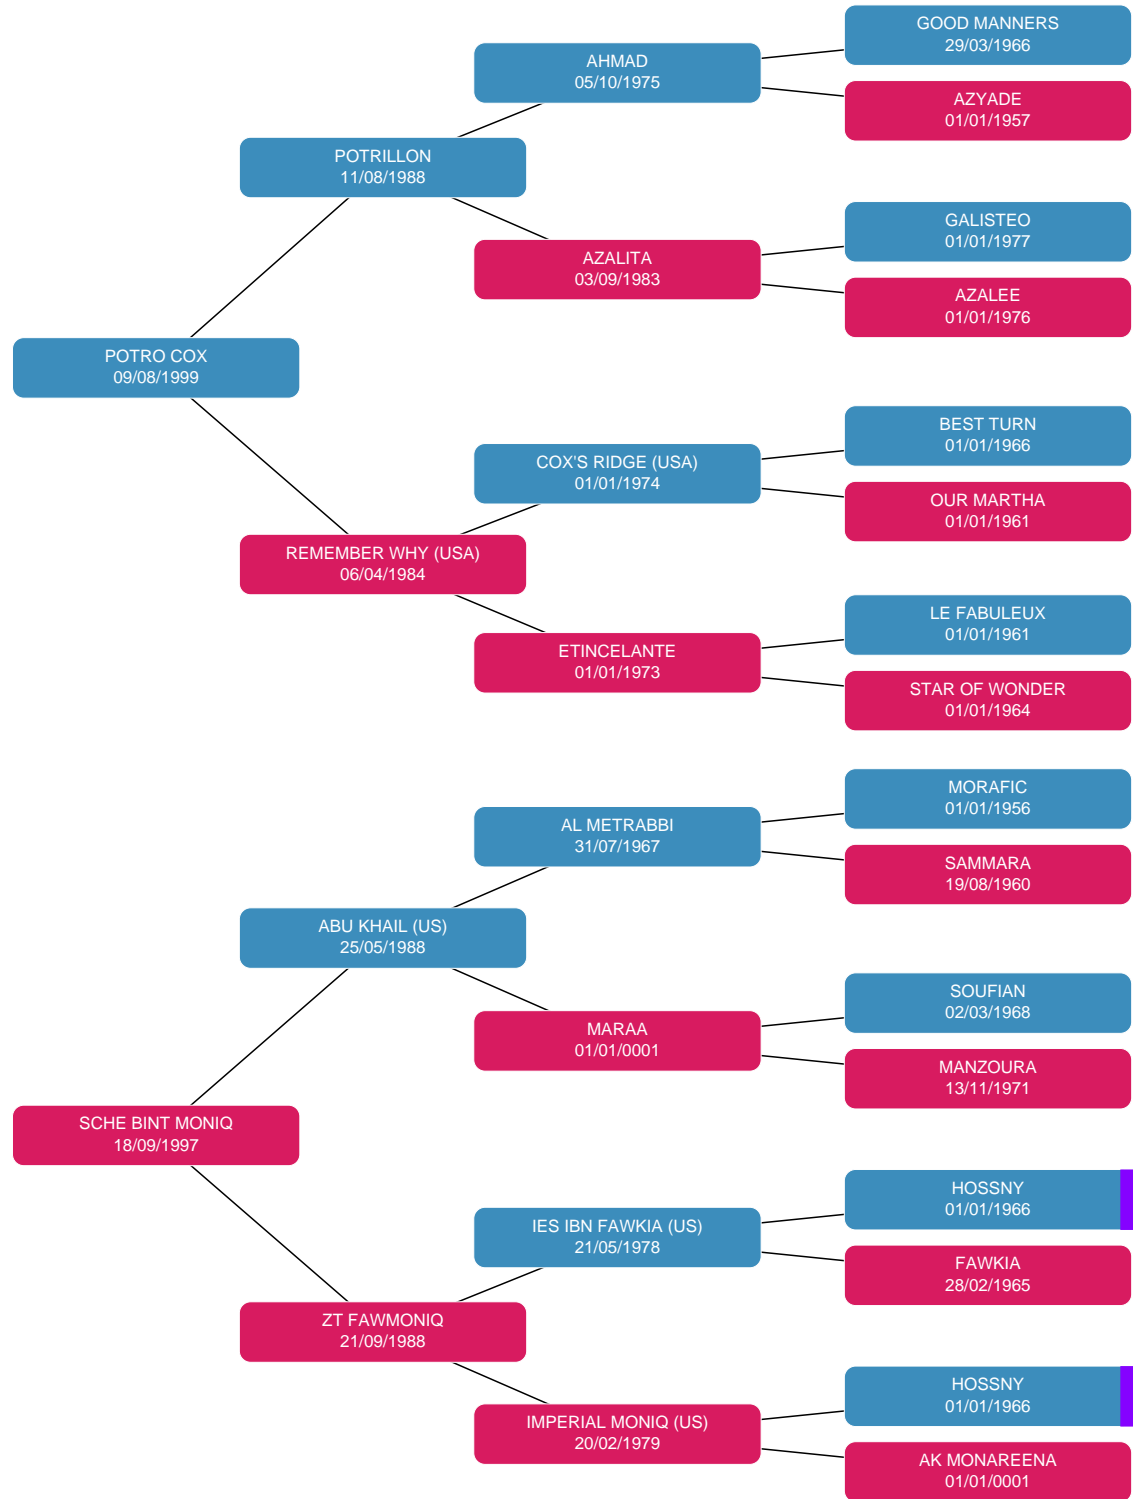 GOOD MANNERS
29/03/1966
AHMAD
05/10/1975
AZYADE
01/01/1957
POTRILLON
11/08/1988
GALISTEO
01/01/1977
AZALITA
03/09/1983
AZALEE
01/01/1976
POTRO COX
09/08/1999
BEST TURN
01/01/1966
COX'S RIDGE (USA)
01/01/1974
OUR MARTHA
01/01/1961
REMEMBER WHY (USA)
06/04/1984
LE FABULEUX
01/01/1961
ETINCELANTE
01/01/1973
STAR OF WONDER
01/01/1964
MORAFIC
01/01/1956
AL METRABBI
31/07/1967
SAMMARA
19/08/1960
ABU KHAIL (US)
25/05/1988
SOUFIAN
02/03/1968
MARAA
01/01/0001
MANZOURA
13/11/1971
SCHE BINT MONIQ
18/09/1997
HOSSNY
01/01/1966
IES IBN FAWKIA (US)
21/05/1978
FAWKIA
28/02/1965
ZT FAWMONIQ
21/09/1988
HOSSNY
01/01/1966
IMPERIAL MONIQ (US)
20/02/1979
AK MONAREENA
01/01/0001